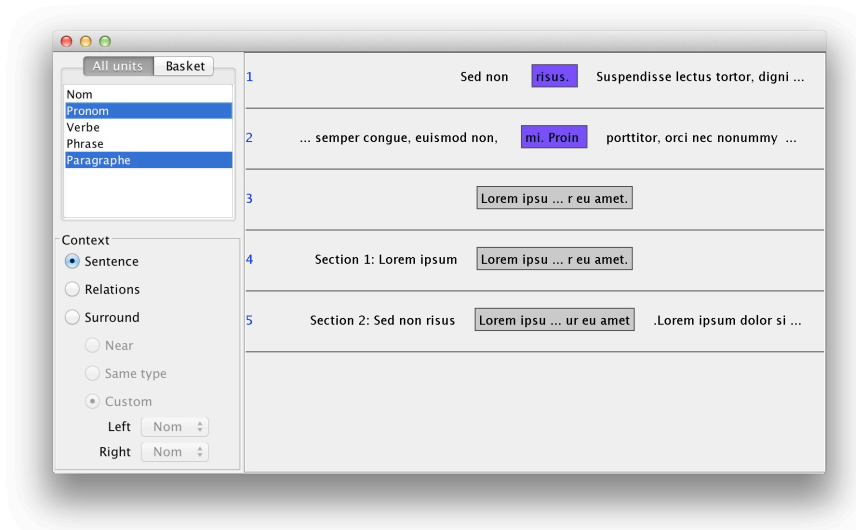 All units Basket
Nom
Pronom
Verbe
Phrase
Paragraphe
Context
Sentence
Relations
Surround
Near
Same type
Custom
Left Nom
Right Nom
1 Sed non risus. Suspendisse lectus tortor, digni ...
2 ... semper congue, euismod non, mi. Proin porttitor, orci nec nonummy ...
3 Lorem ipsu ... r eu amet.
4 Section 1: Lorem ipsum Lorem ipsu ... r eu amet.
5 Section 2: Sed non risus Lorem ipsu ... ur eu amet .Lorem ipsum dolor si ...